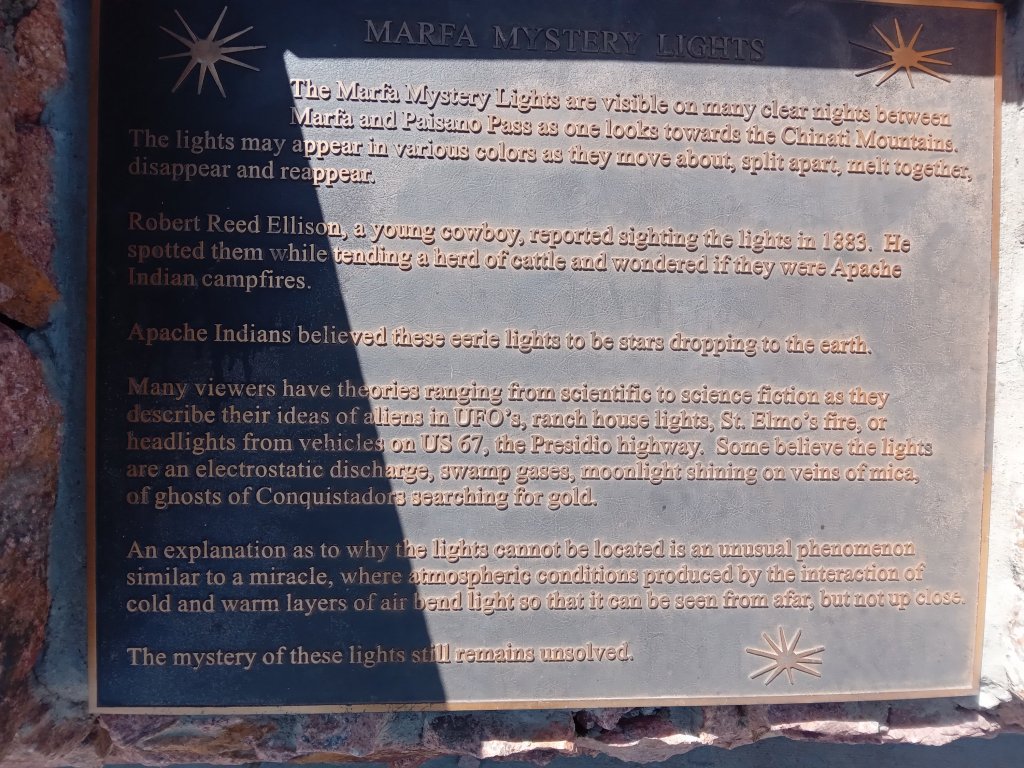 MARFA MYSTERY LIGHTS
The Marfa Mystery Lights are visible on many clear nights between
Marfa and Paisano Pass as one looks towards the Chinati Mountains.
The lights may appear in various colors as they move about, split apart, melt together,
disappear and reappear.
Robert Reed Ellison, a young cowboy, reported sighting the lights in 1883. He
spotted them while tending a herd of cattle and wondered if they were Apache
Indian campfires.
Apache Indians believed these eerie lights to be stars dropping to the earth.
Many viewers have theories ranging from scientific to science fiction as they
describe their ideas of aliens in UFO's, ranch house lights, St. Elmo's fire, or
headlights from vehicles on US 67, the Presidio highway. Some believe the lights
are an electrostatic discharge, swamp gases, moonlight shining on veins of mica,
of ghosts of Conquistadors searching for gold.
An explanation as to why the lights cannot be located is an unusual phenomenon
similar to a miracle, where atmospheric conditions produced by the interaction of
cold and warm layers of air bend light so that it can be seen from afar, but not up close.
The mystery of these lights still remains unsolved.